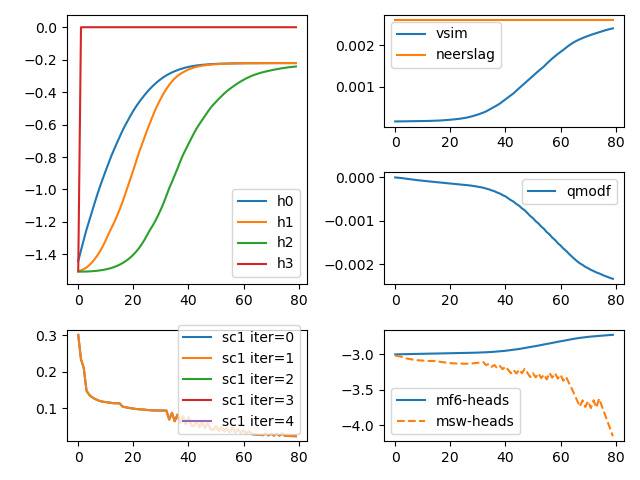 0.0
−0.2
−0.4
−0.6
−0.8
−1.0
−1.2
−1.4
0 20 40 60 80
h0
h1
h2
h3
0.002
0.001
0 20 40 60 80
vsim
neerslag
0.000
−0.001
−0.002
0 20 40 60 80
qmodf
0.3
0.2
0.1
0 20 40 60 80
sc1 iter=0
sc1 iter=1
sc1 iter=2
sc1 iter=3
sc1 iter=4
−3.0
−3.5
−4.0
0 20 40 60 80
mf6-heads
msw-heads